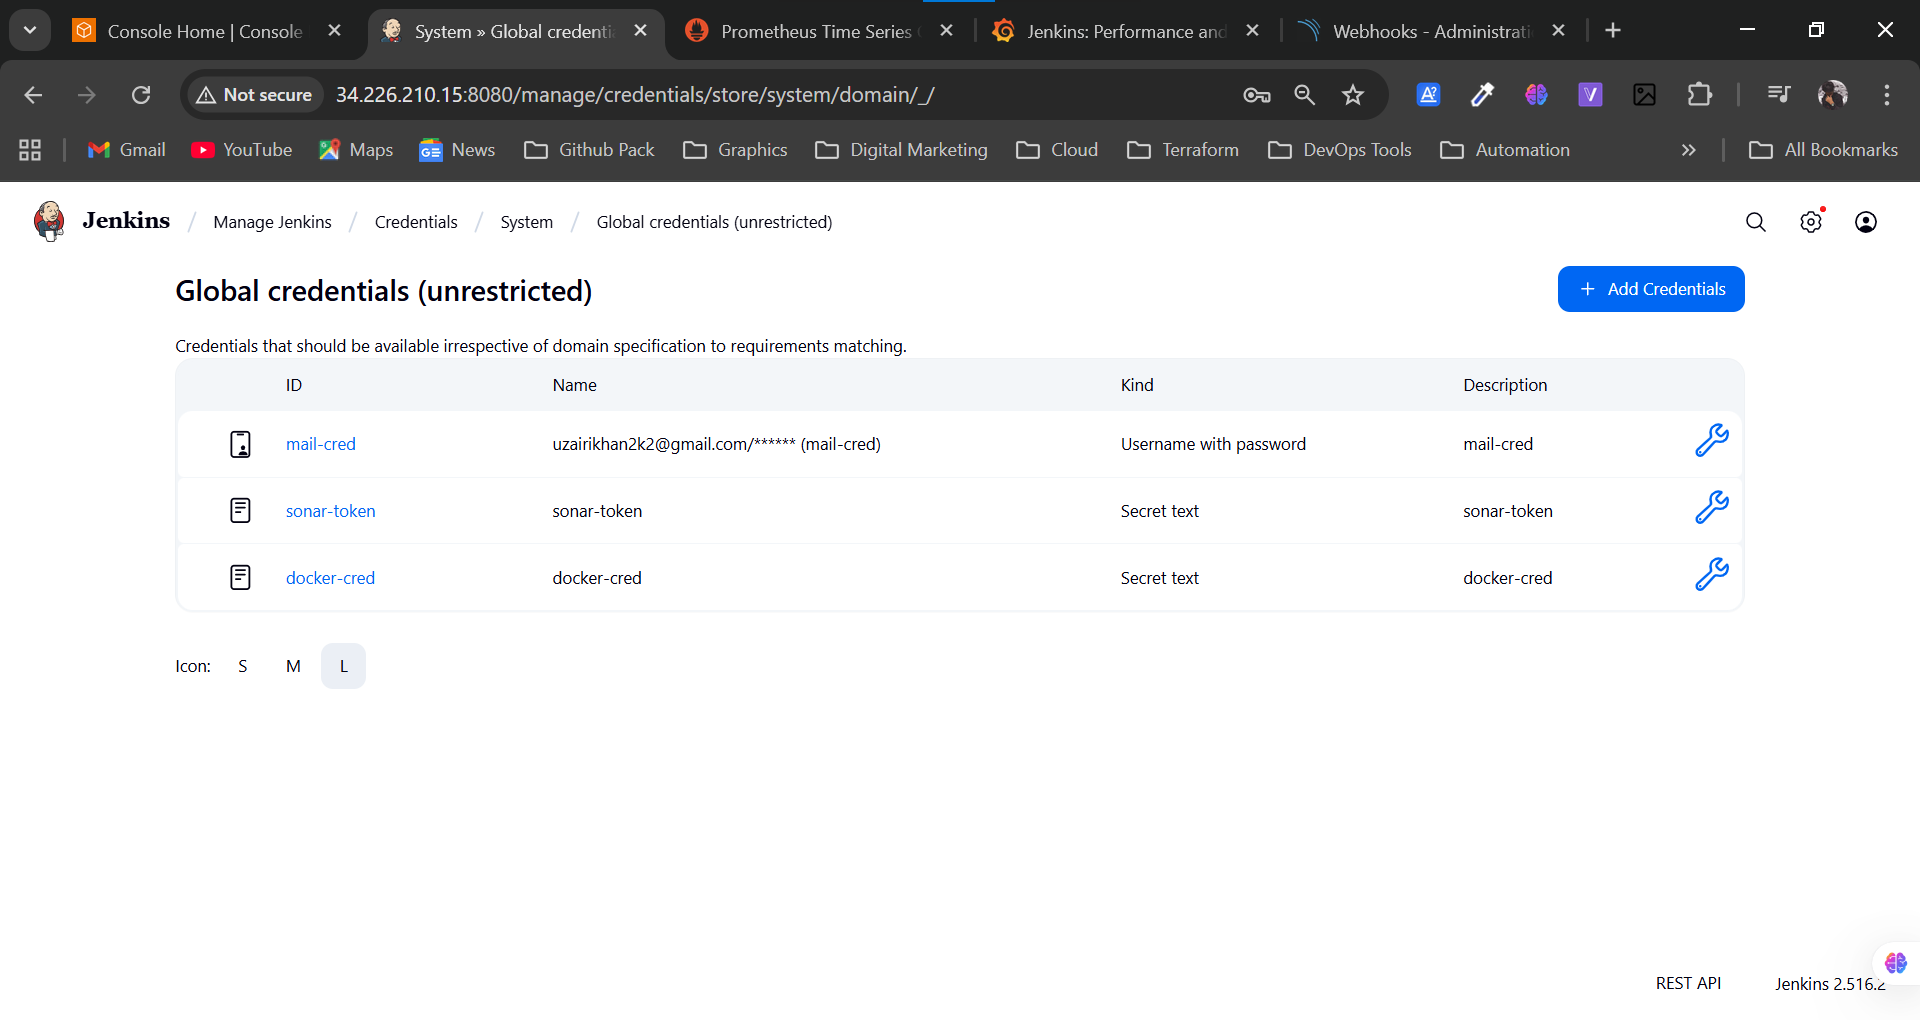 Console Home | Console
System » Global credenti
Prometheus Time Series
Jenkins: Performance and
Webhooks - Administrati
Not secure
34.226.210.15:8080/manage/credentials/store/system/domain/_/
Gmail
YouTube
Maps
News
Github Pack
Graphics
Digital Marketing
Cloud
Terraform
DevOps Tools
Automation
»
All Bookmarks
Jenkins / Manage Jenkins / Credentials / System / Global credentials (unrestricted)
Global credentials (unrestricted)
+ Add Credentials
Credentials that should be available irrespective of domain specification to requirements matching.
ID Name Kind Description
mail-cred uzairikhan2k2@gmail.com/****** (mail-cred) Username with password mail-cred
sonar-token sonar-token Secret text sonar-token
docker-cred docker-cred Secret text docker-cred
Icon: S M L
REST API Jenkins 2.516.2